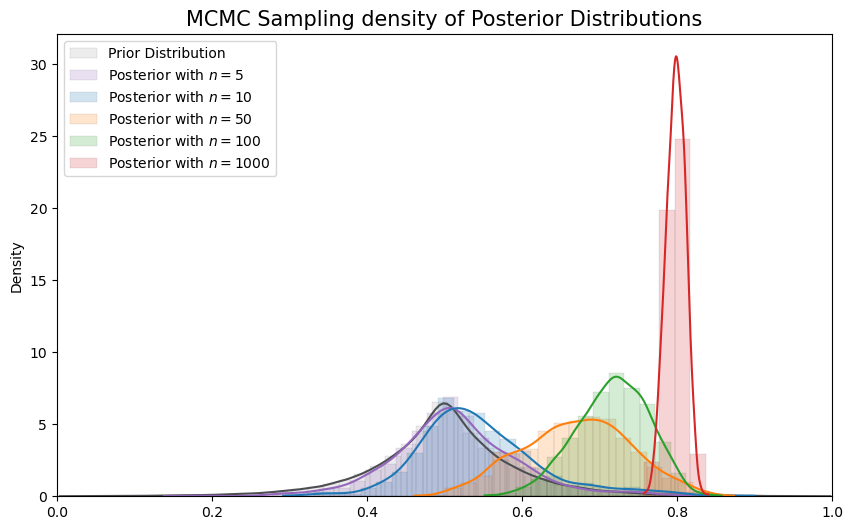 MCMC Sampling density of Posterior Distributions
Prior Distribution
Posterior with n = 5
Posterior with n = 10
Posterior with n = 50
Posterior with n = 100
Posterior with n = 1000
Density
30
25
20
15
10
5
0
0.0 0.2 0.4 0.6 0.8 1.0